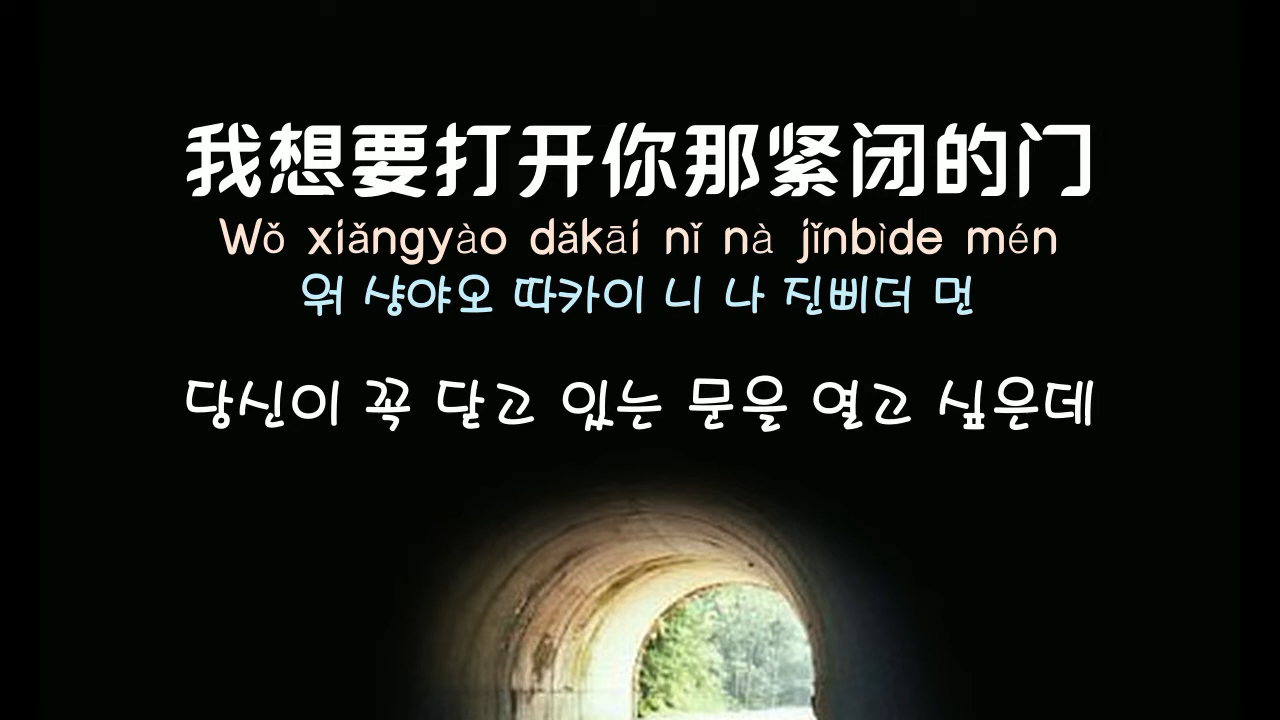 我想要打开你那紧闭的门
Wǒ xiǎngyào dǎkāi nǐ nà jǐnbìde mén
워 샹야오 따카이 니 나 진삐더 먼
당신이 꼭 닫고 있는 문을 열고 싶은데